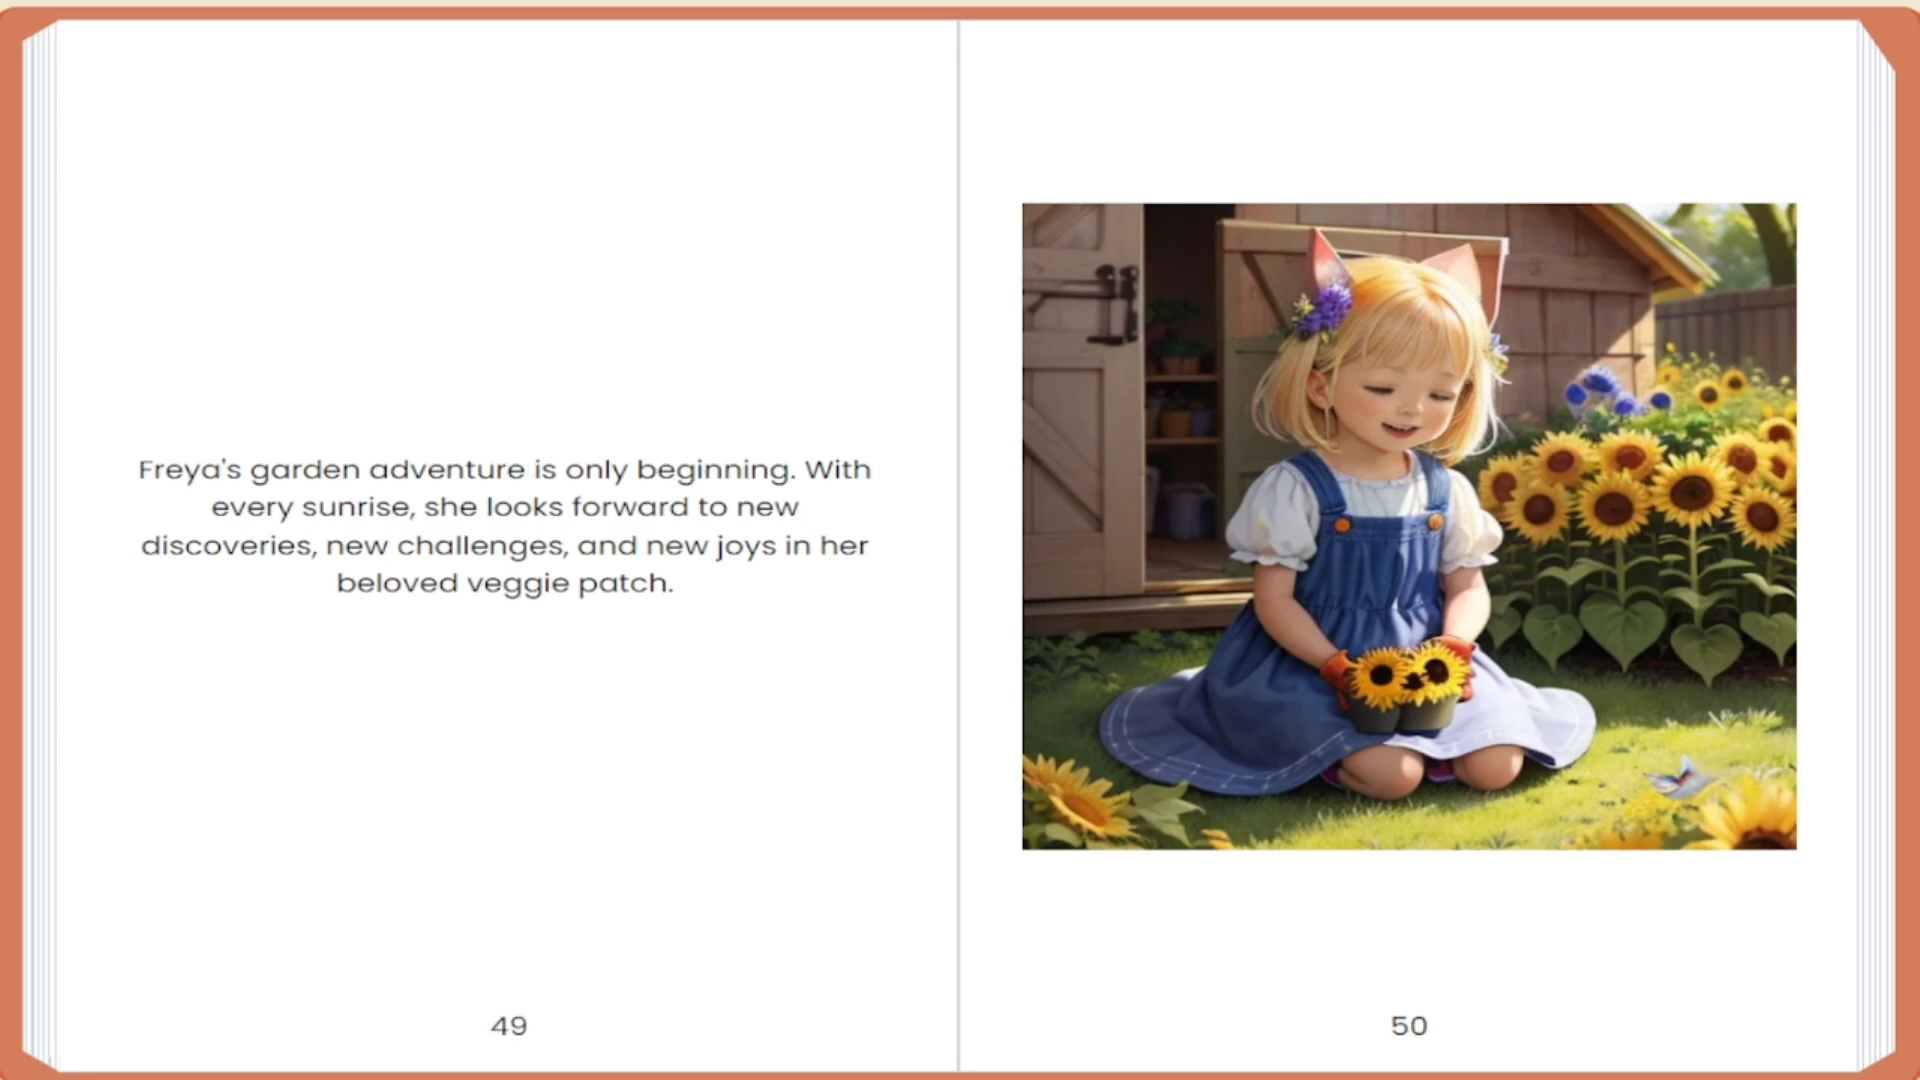 Freya's garden adventure is only beginning. With
every sunrise, she looks forward to new
discoveries, new challenges, and new joys in her
beloved veggie patch.
49
50